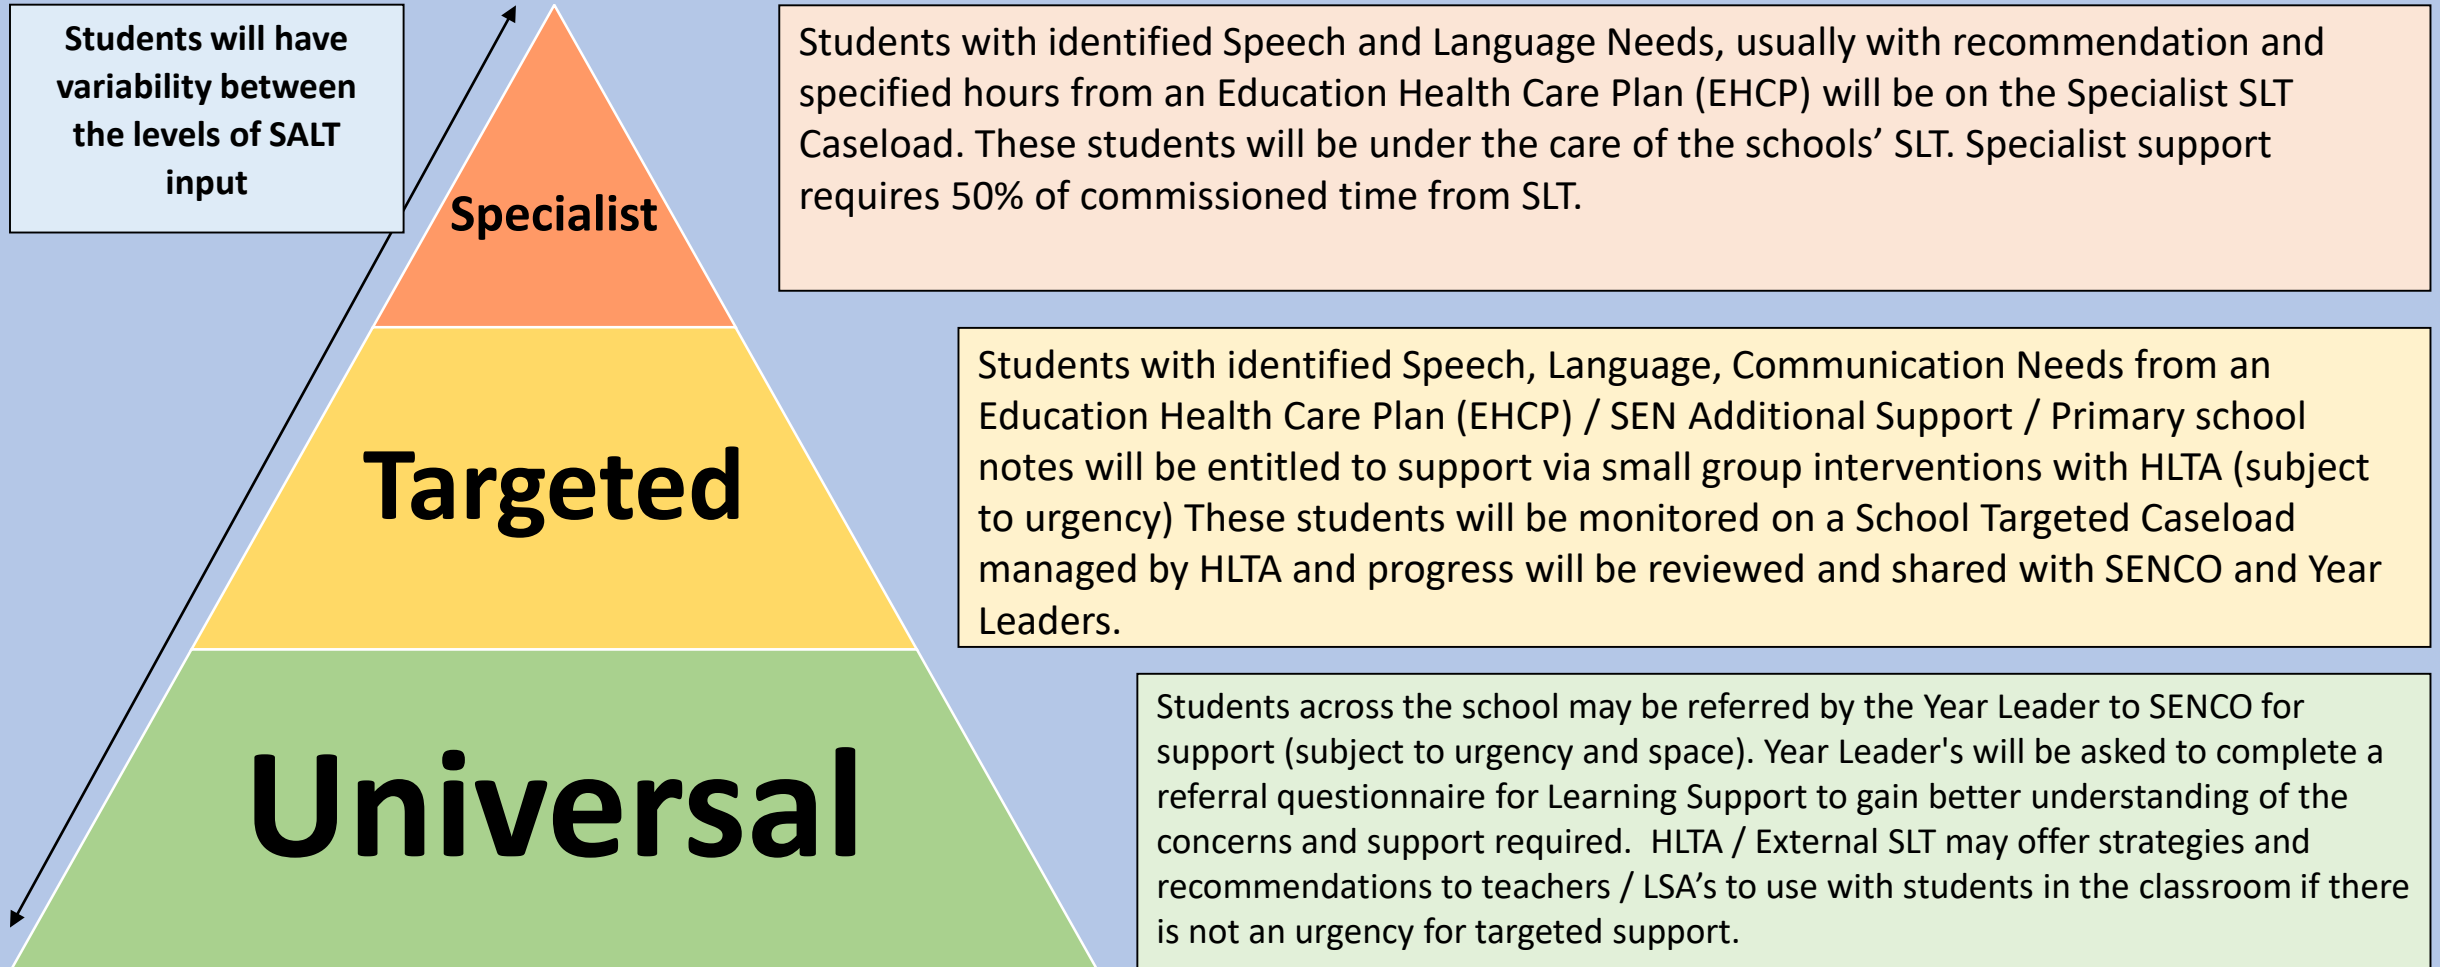 Students will have
variability between
the levels of SALT
input
Specialist
Students with identified Speech and Language Needs, usually with recommendation and
specified hours from an Education Health Care Plan (EHCP) will be on the Specialist SLT
Caseload. These students will be under the care of the schools’ SLT. Specialist support
requires 50% of commissioned time from SLT.
Targeted
Students with identified Speech, Language, Communication Needs from an
Education Health Care Plan (EHCP) / SEN Additional Support / Primary school
notes will be entitled to support via small group interventions with HLTA (subject
to urgency) These students will be monitored on a School Targeted Caseload
managed by HLTA and progress will be reviewed and shared with SENCO and Year
Leaders.
Universal
Students across the school may be referred by the Year Leader to SENCO for
support (subject to urgency and space). Year Leader's will be asked to complete a
referral questionnaire for Learning Support to gain better understanding of the
concerns and support required.  HLTA / External SLT may offer strategies and
recommendations to teachers / LSA’s to use with students in the classroom if there
is not an urgency for targeted support.